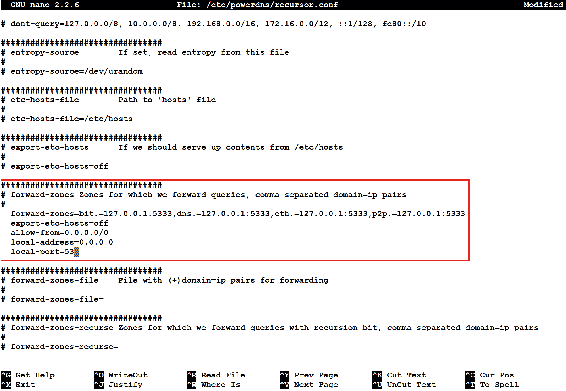 GNU nano 2.2.6 File: /etc/powerdns/recursor.conf Modified
# dont-query=127.0.0.0/8, 10.0.0.0/8, 192.168.0.0/16, 172.16.0.0/12, ::1/128, fe80::/10
#################################
# entropy-source If set, read entropy from this file
#
# entropy-source=/dev/urandom
#################################
# etc-hosts-file Path to 'hosts' file
#
# etc-hosts-file=/etc/hosts
#################################
# export-etc-hosts If we should serve up contents from /etc/hosts
#
# export-etc-hosts=off
#################################
# forward-zones Zones for which we forward queries, comma separated domain=ip pairs
#
forward-zones=bit.=127.0.0.1:5333,dns.=127.0.0.1:5333,eth.=127.0.0.1:5333,p2p.=127.0.0.1:5333
export-etc-hosts=off
allow-from=0.0.0.0/0
local-address=0.0.0.0
local-port=53
#################################
# forward-zones-file File with (+)domain=ip pairs for forwarding
#
# forward-zones-file=
#################################
# forward-zones-recurse Zones for which we forward queries with recursion bit, comma separated domain=ip pairs
#
# forward-zones-recurse=
^G Get Help ^O WriteOut ^R Read File ^Y Prev Page ^K Cut Text ^C Cur Pos
^X Exit ^J Justify ^W Where Is ^V Next Page ^U UnCut Text ^T To Spell